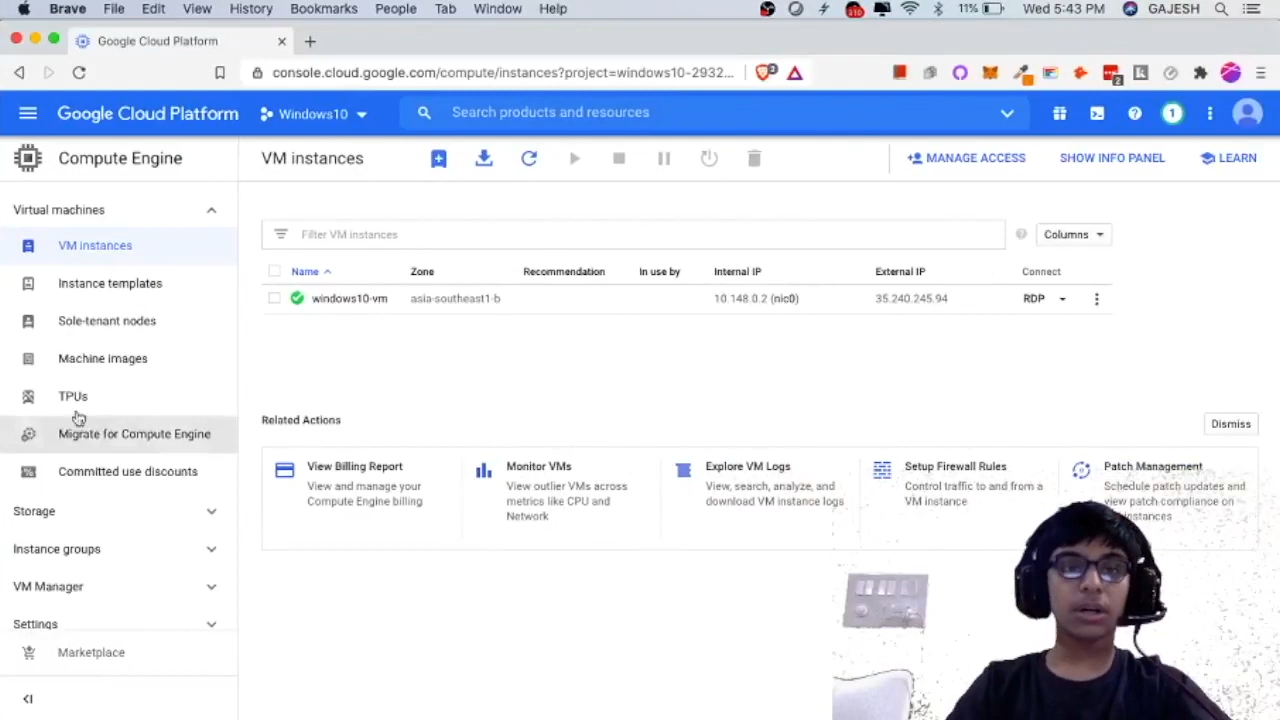 Brave File Edit View History Bookmarks People Tab Window Help 310 11% Wed 5:43 PM GAJESH
Google Cloud Platform
console.cloud.google.com/compute/instances?project=windows10-2932... 3 2
Google Cloud Platform Windows10 Search products and resources 1
Compute Engine VM instances MANAGE ACCESS SHOW INFO PANEL LEARN
Virtual machines
VM instances
Instance templates
Sole-tenant nodes
Machine images
TPUs
Migrate for Compute Engine
Committed use discounts
Storage
Instance groups
VM Manager
Settings
Marketplace
Filter VM instances Columns
Name Zone Recommendation In use by Internal IP External IP Connect
windows10-vm asia-southeast1-b 10.148.0.2 (nic0) 35.240.245.94 RDP
Related Actions Dismiss
View Billing Report
View and manage your
Compute Engine billing
Monitor VMs
View outlier VMs across
metrics like CPU and
Network
Explore VM Logs
View, search, analyze, and
download VM instance logs
Setup Firewall Rules
Control traffic to and from a
VM instance
Patch Management
Schedule patch updates and
view patch compliance on
instances